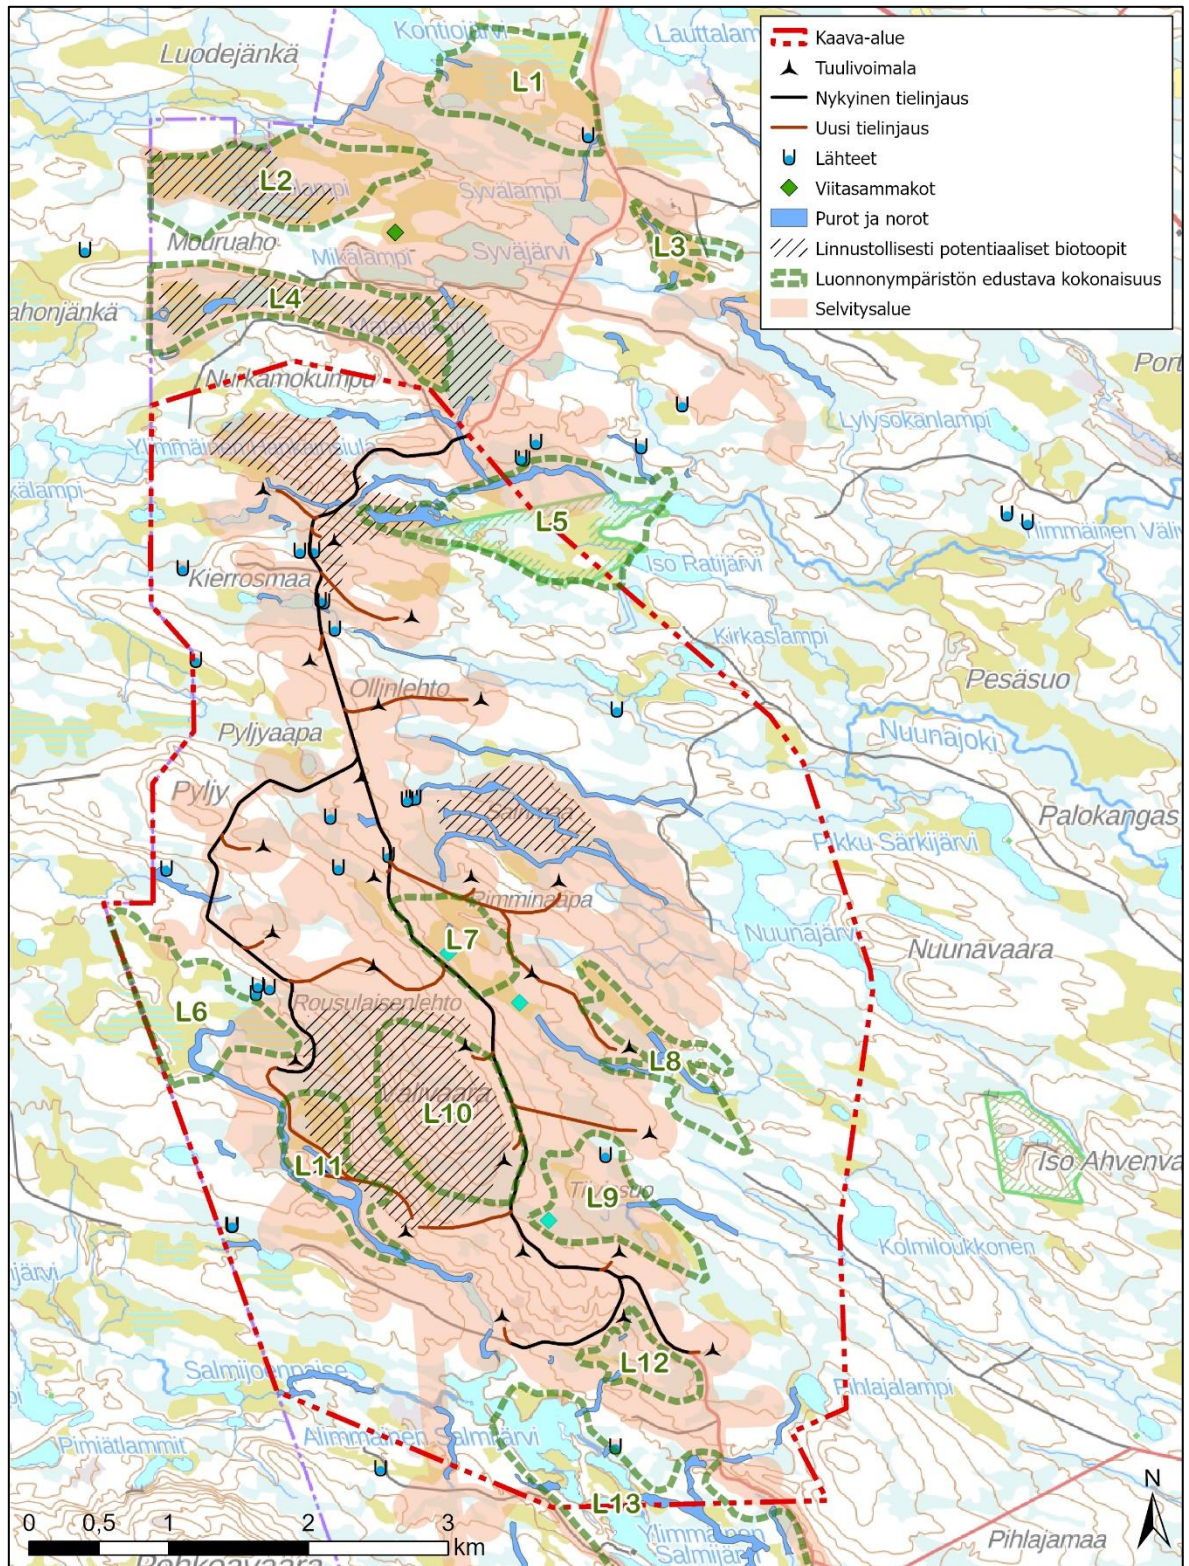 Kontiojärvi
Lauttalam
Luodejänkä
L1
Kaava-alue
Tuulivoimala
Nykyinen tielinjaus
Uusi tielinjaus
Lähteet
Viitasammakot
Purot ja norot
Linnustollisesti potentiaaliset biotoopit
Luonnonympäristön edustava kokonaisuus
Selvitysalue
L2
Syvälampi
Mouruaho
Mikälampi
Syväjärvi
L3
ahonjänkä
L4
Nurkamokumpu
Port
Lylysokanlampi
kälampi
L5
Ylimmäinen Väliv
Iso Ratijärvi
Kierrosmaa
Kirkaslampi
Ollinlehto
Pesäsuo
Pyljyaapa
Nuunajoki
Pyljy
Palokangas
Pikku Särkijärvi
Rimminaapa
L7
Nuunajärvi
Nuunavaara
L6
Rousulaisenlehto
L8
L10
L11
Iso Ahvenva
L9
Kolmiloukkonen
järvi
Salmijoenpaise
L12
Pihlajalampi
Pimiätlammit
Alimmainen Salmijärvi
L13
N
0 0,5 1 2 3
km
Ylimmäinen
Salmijärvi
Pihlajamaa